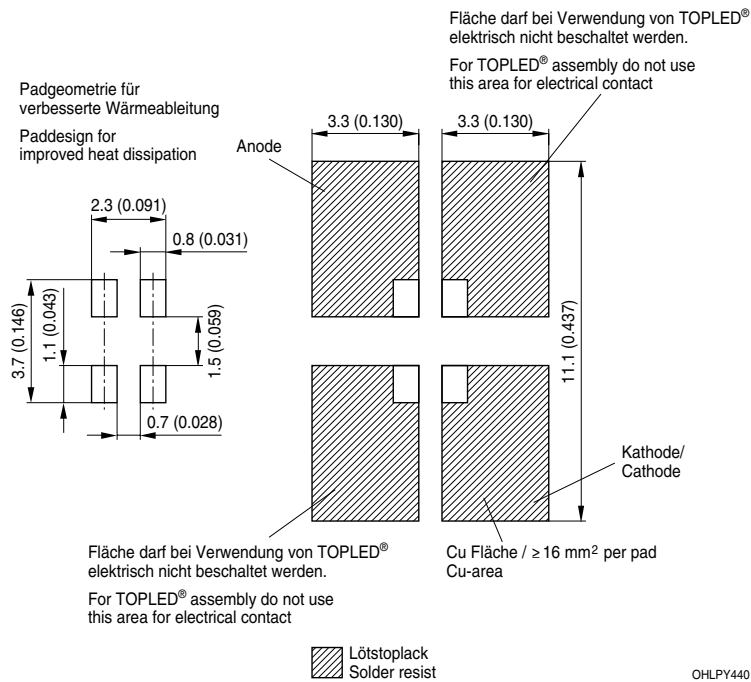 Fläche darf bei Verwendung von TOPLED®
elektrisch nicht beschaltet werden.
For TOPLED® assembly do not use
this area for electrical contact
Padgeometrie für
verbesserte Wärmeableitung
Paddesign for
improved heat dissipation
3.3 (0.130)
3.3 (0.130)
Anode
2.3 (0.091)
0.8 (0.031)
3.7 (0.146)
1.1 (0.043)
1.5 (0.059)
11.1 (0.437)
0.7 (0.028)
Kathode/
Cathode
Fläche darf bei Verwendung von TOPLED®
elektrisch nicht beschaltet werden.
For TOPLED® assembly do not use
this area for electrical contact
Cu Fläche / ≥ 16 mm² per pad
Cu-area
Lötstoplack
Solder resist
OHLPY440